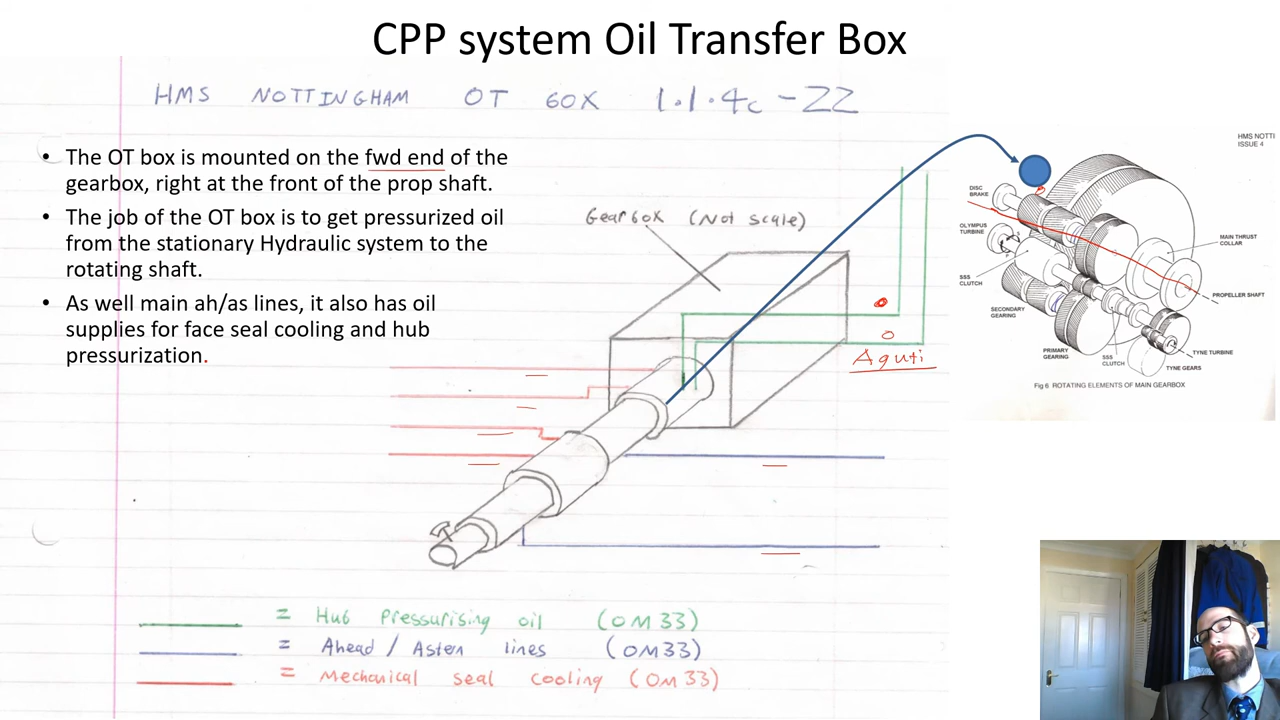 CPP system Oil Transfer Box
HMS NOTTINGHAM OT BOX 1.1.4c - ZZ
HMS NOTTI
ISSUE 4
• The OT box is mounted on the fwd end of the
gearbox, right at the front of the prop shaft.
• The job of the OT box is to get pressurized oil
from the stationary Hydraulic system to the
rotating shaft.
• As well main ah/as lines, it also has oil
supplies for face seal cooling and hub
pressurization.
Gearbox (Not scale)
Aguti
DISC
BRAKE
OLYMPUS
TURBINE
SSS
CLUTCH
SECONDARY
GEARING
PRIMARY
GEARING
SSS
CLUTCH
MAIN THRUST
COLLAR
PROPELLER SHAFT
TYNE TURBINE
TYNE GEARS
Fig 6 ROTATING ELEMENTS OF MAIN GEARBOX
= Hub Pressurising oil (OM33)
= Ahead / Astern lines (OM33)
= Mechanical seal cooling (OM33)